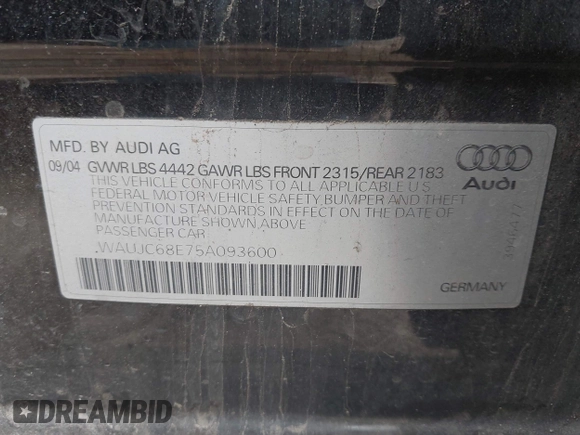 MFD. BY AUDI AG
09/04 GVWR LBS 4442 GAWR LBS FRONT 2315/REAR 2183
THIS VEHICLE CONFORMS TO ALL APPLICABLE U S
FEDERAL MOTOR VEHICLE SAFETY BUMPER AND THEFT
PREVENTION STANDARDS IN EFFECT ON THE DATE OF
MANUFACTURE SHOWN ABOVE
PASSENGER CAR
WAUJC68E75A093600
Audi
GERMANY
DREAMBID